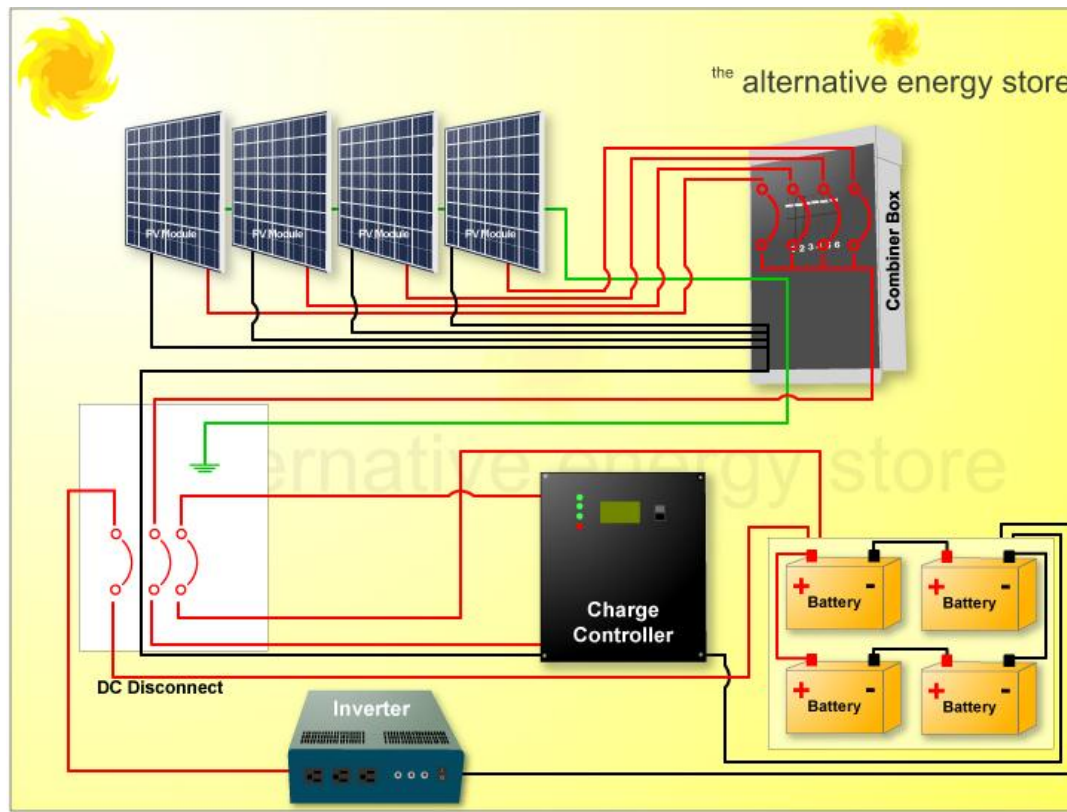 the alternative energy store
PV Module
PV Module
PV Module
PV Module
Combiner Box
ernative energy store
DC Disconnect
Charge
Controller
Inverter
+ -
Battery
+ -
Battery
+ -
Battery
+ -
Battery